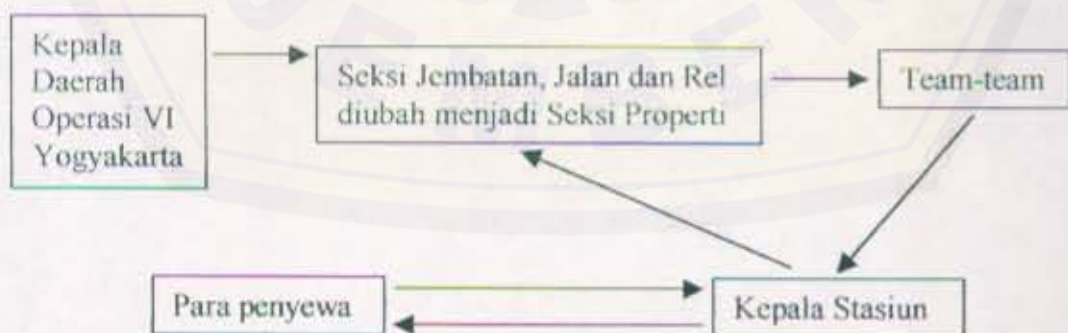 Kepala
Daerah
Operasi VI
Yogyakarta
Seksi Jembatan, Jalan dan Rel
diubah menjadi Seksi Properti
Team-team
Para penyewa
Kepala Stasiun